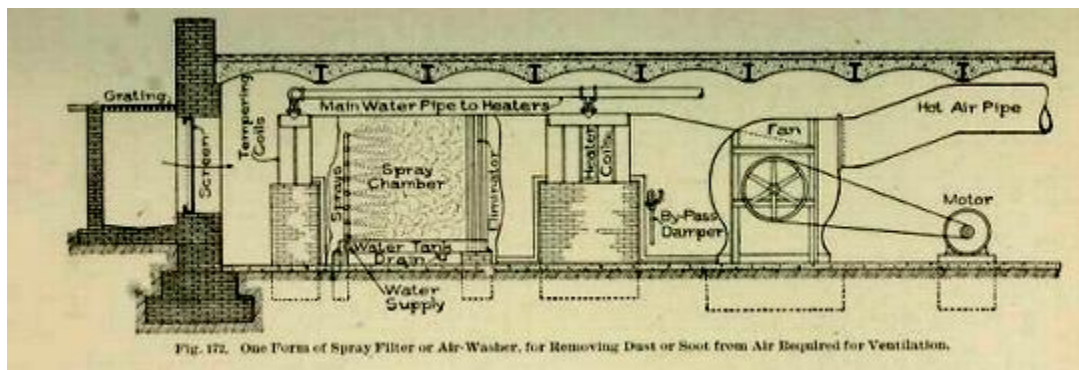 Grating
Screen
Tempering
Coils
Main Water Pipe to Heaters
Sprays
Spray
Chamber
Eliminator
Water Tank
Drain
Water
Supply
Heater
Coils
By-Pass
Damper
Fan
Hot Air Pipe
Motor
Fig. 172. One Form of Spray Filter or Air-Washer, for Removing Dust or Soot from Air Required for Ventilation.